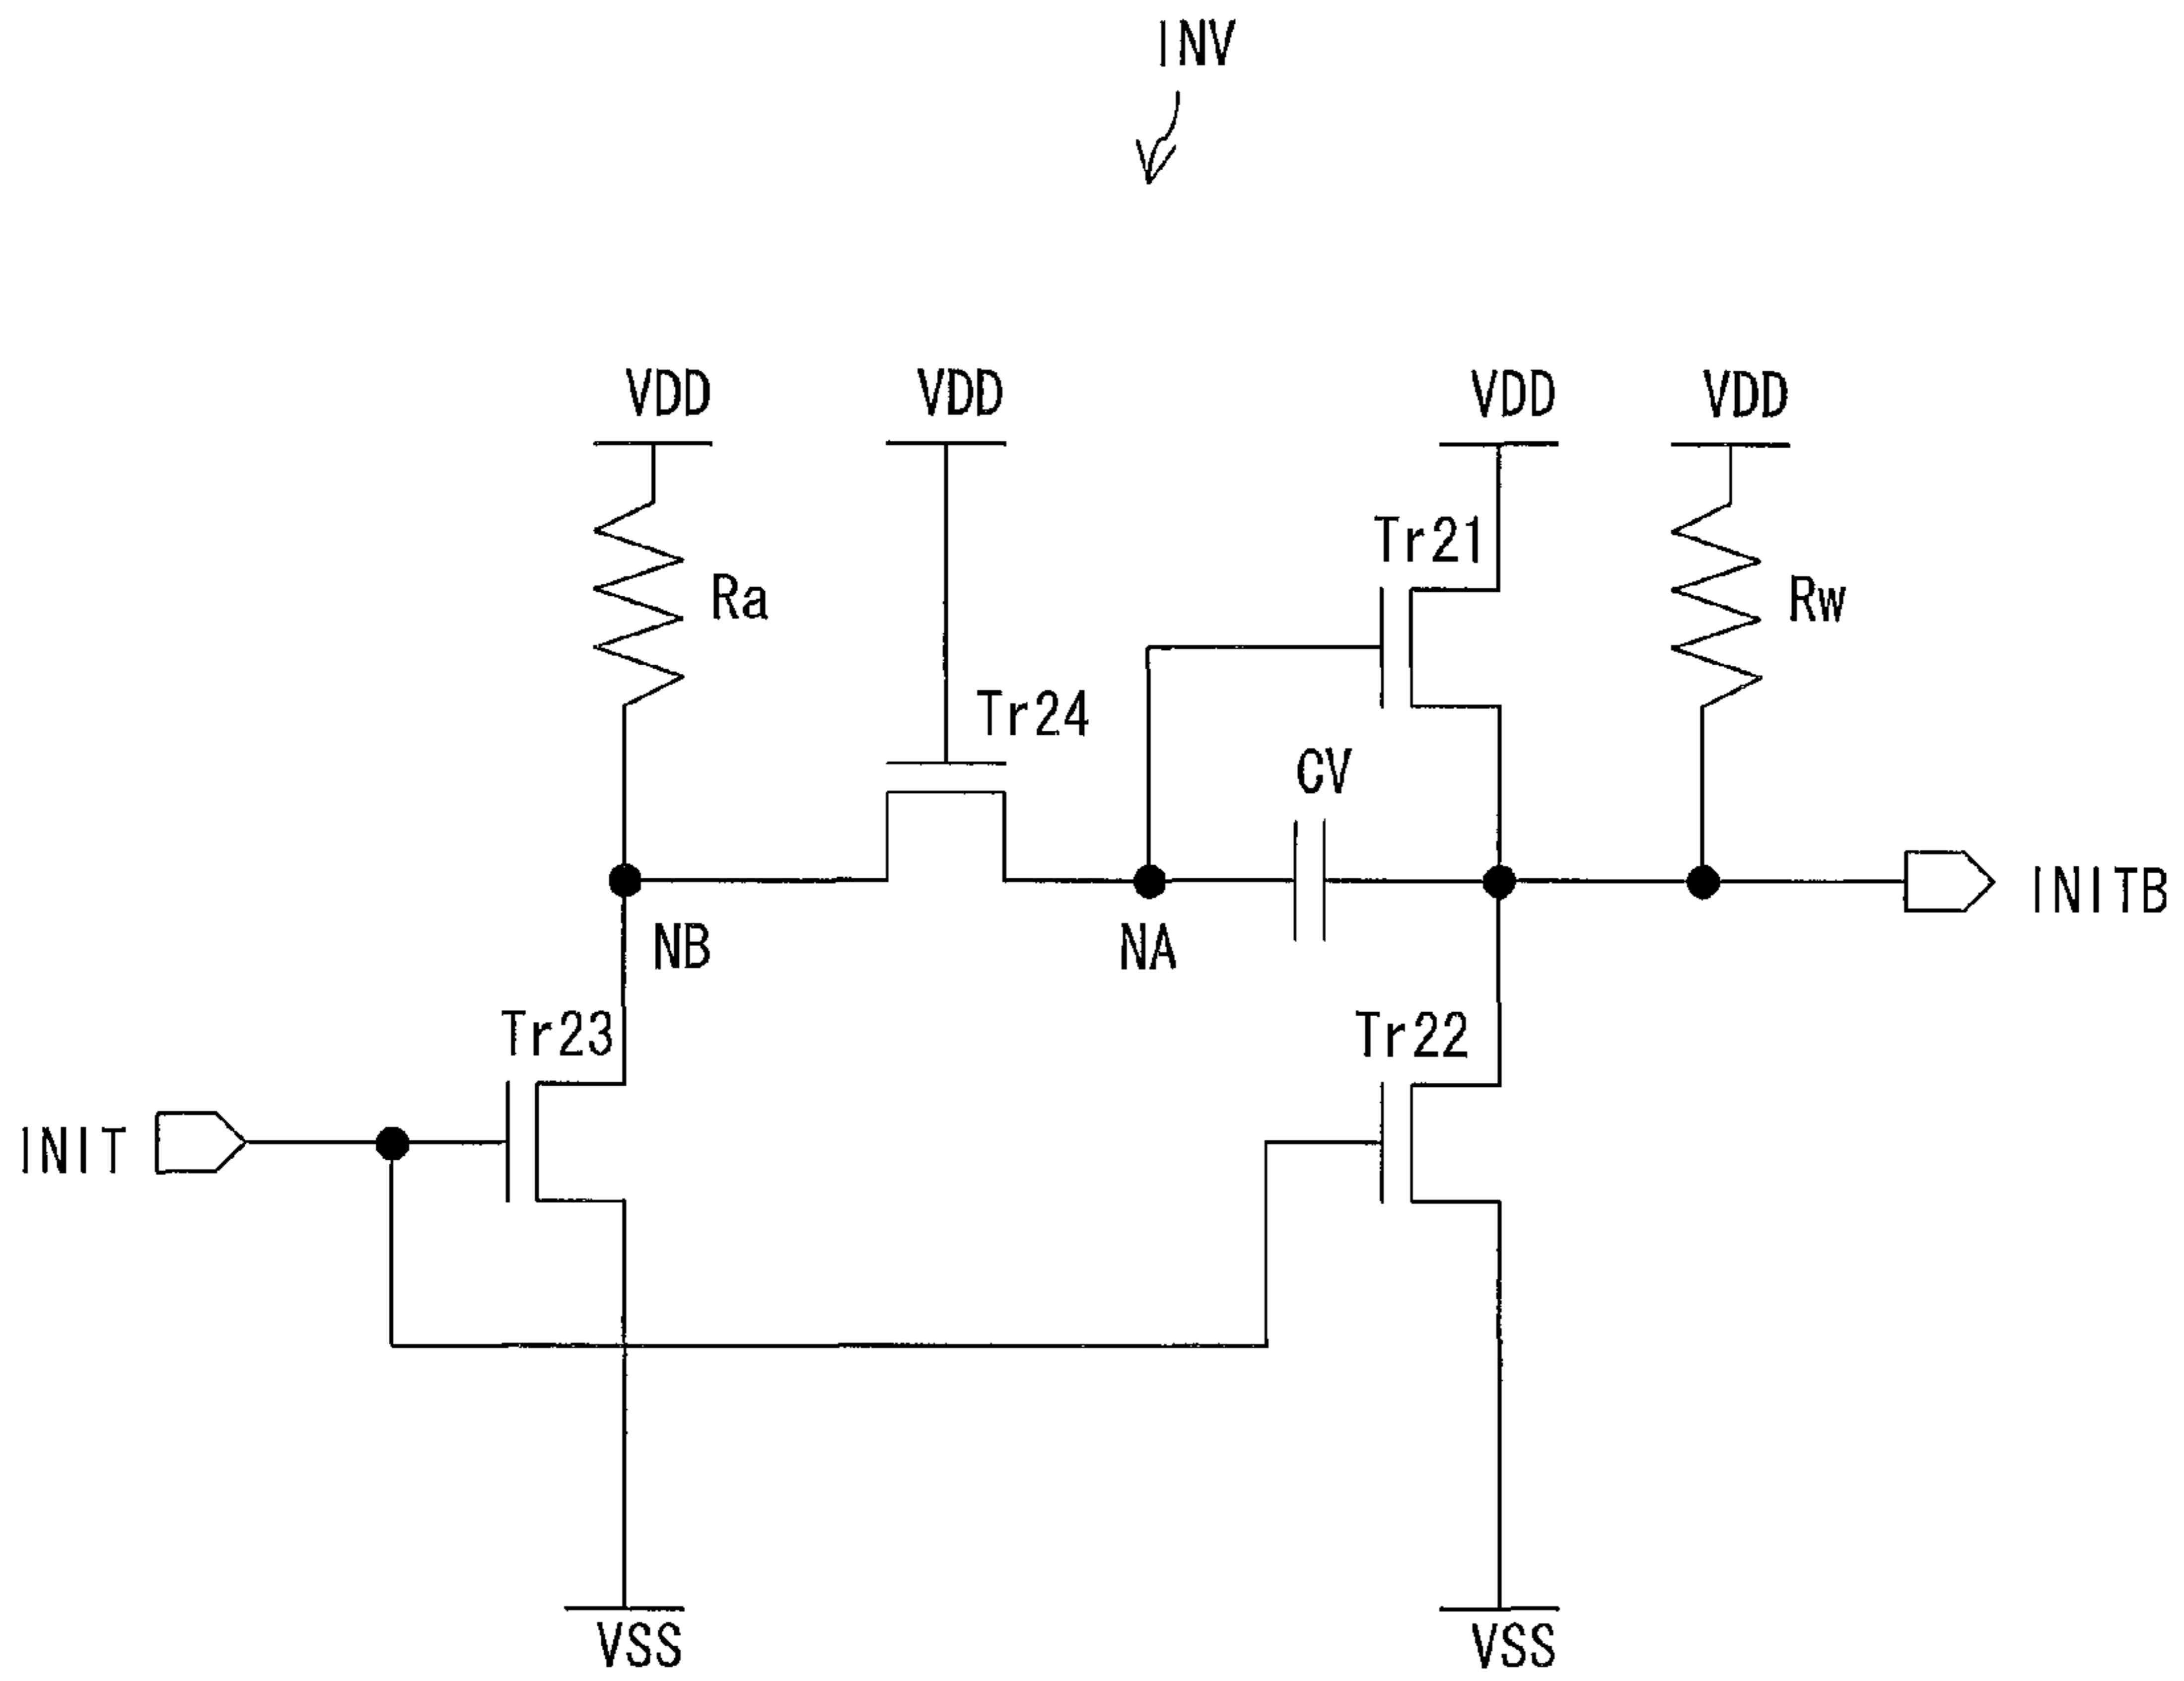 INV
VDD
VDD
VDD
VDD
Tr21
Ra
Rw
Tr24
CV
INITB
NB
NA
Tr23
Tr22
INIT
VSS
VSS